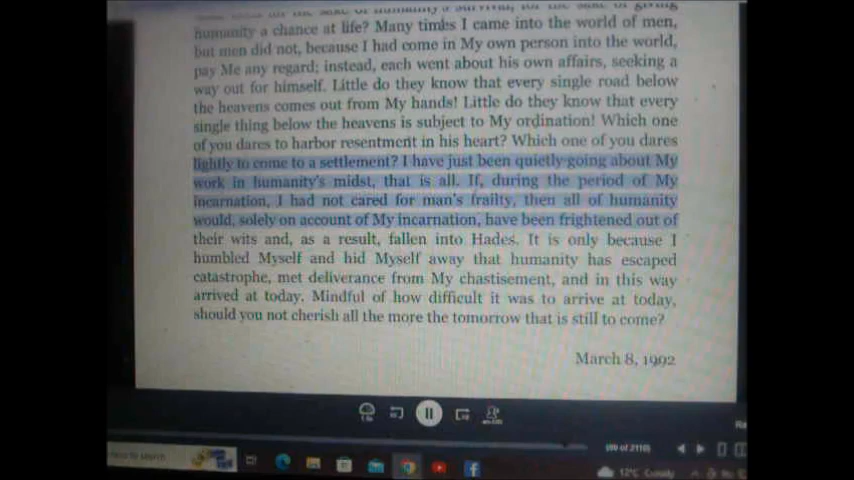 humanity a chance at life? Many times I came into the world of men,
but men did not, because I had come in My own person into the world,
pay Me any regard; instead, each went about his own affairs, seeking a
way out for himself. Little do they know that every single road below
the heavens comes out from My hands! Little do they know that every
single thing below the heavens is subject to My ordination! Which one
of you dares to harbor resentment in his heart? Which one of you dares
lightly to come to a settlement? I have just been quietly going about My
work in humanity's midst, that is all. If, during the period of My
incarnation, I had not cared for man's frailty, then all of humanity
would, solely on account of My incarnation, have been frightened out of
their wits and, as a result, fallen into Hades. It is only because I
humbled Myself and hid Myself away that humanity has escaped
catastrophe, met deliverance from My chastisement, and in this way
arrived at today. Mindful of how difficult it was to arrive at today,
should you not cherish all the more the tomorrow that is still to come?
March 8, 1992
of 2110)
to search
12°C Cloudy